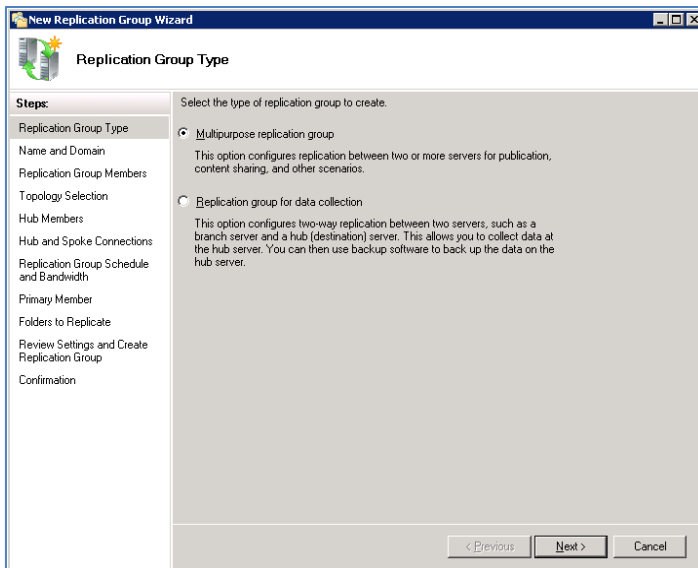 New Replication Group Wizard
Replication Group Type
Steps:
Replication Group Type
Name and Domain
Replication Group Members
Topology Selection
Hub Members
Hub and Spoke Connections
Replication Group Schedule
and Bandwidth
Primary Member
Folders to Replicate
Review Settings and Create
Replication Group
Confirmation
Select the type of replication group to create.
Multipurpose replication group
This option configures replication between two or more servers for publication,
content sharing, and other scenarios.
Replication group for data collection
This option configures two-way replication between two servers, such as a
branch server and a hub (destination) server. This allows you to collect data at
the hub server. You can then use backup software to back up the data on the
hub server.
< Previous
Next >
Cancel